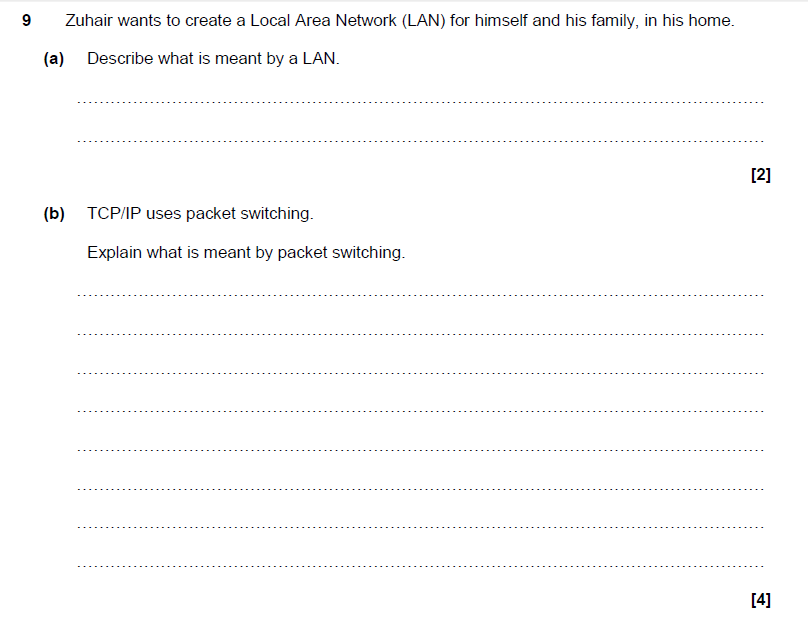 9 Zuhair wants to create a Local Area Network (LAN) for himself and his family, in his home.
(a) Describe what is meant by a LAN.
[2]
(b) TCP/IP uses packet switching.
Explain what is meant by packet switching.
[4]